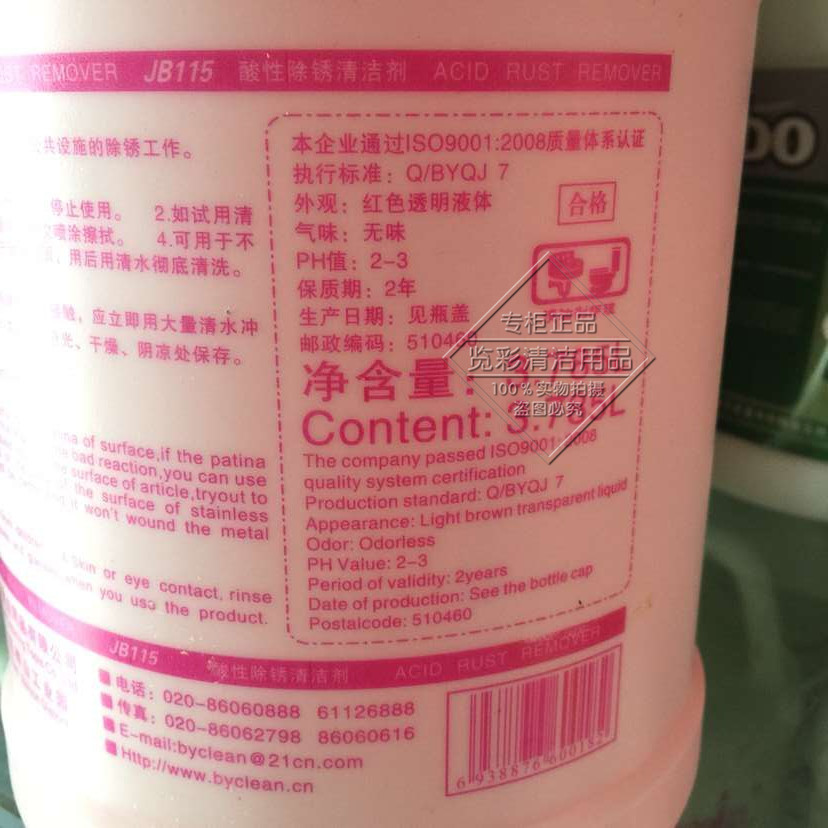 RUST REMOVER JB115 酸性除锈清洁剂 ACID RUST REMOVER
共设施的除锈工作。
停止使用。 2.如试用清
喷涂擦拭。 4.可用于不
用后用清水彻底清洗。
应立即用大量清水冲
干燥、阴凉处保存。
of surface,if the patina
bad reaction,you can use
surface of article,tryout to
of the surface of stainless
it won't wound the metal
skin or eye contact, rinse
when you use the product.
本企业通过ISO9001:2008质量体系认证
执行标准：Q/BYQJ 7
外观：红色透明液体
气味：无味
PH值：2-3
保质期：2年
生产日期：见瓶盖
邮政编码：510460
合格
净含量：
Content: 3.785L
The company passed ISO9001:2008
quality system certification
Production standard: Q/BYQJ 7
Appearance: Light brown transparent liquid
Odor: Odorless
PH Value: 2-3
Period of validity: 2years
Date of production: See the bottle cap
Postalcode: 510460
专柜正品
览彩清洁用品
100%实物拍摄
盗图必究
JB115 酸性除锈清洁剂 ACID RUST REMOVER
电话：020-86060888 61126888
传真：020-86062798 86060616
E-mail:byclean@21cn.com
Http://www.byclean.cn